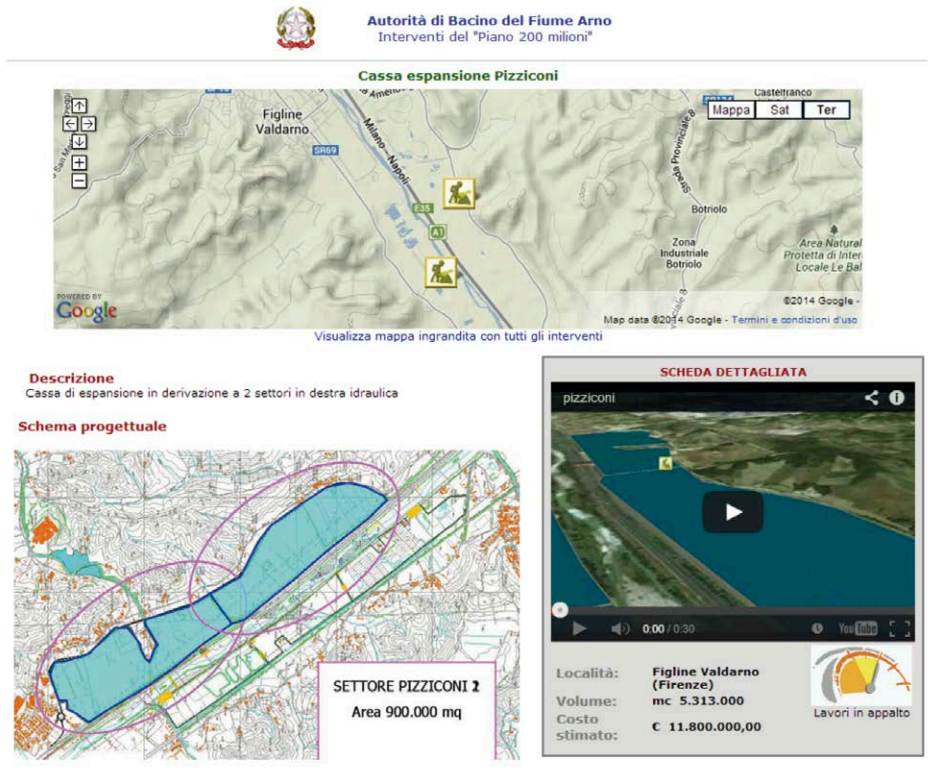 Autorità di Bacino del Fiume Arno
Interventi del "Piano 200 milioni"
Cassa espansione Pizziconi
Castelfranco
Mappa Sat Ter
Figline
Valdarno
SR69
Milano-Napoli
E35
A1
Strada Provinciale 8
Botriolo
Zona
Industriale
Botriolo
Area Natural
Protetta di Inter
Locale Le Bal
POWERED BY
Google
©2014 Google -
Map data ©2014 Google - Termini e condizioni d'uso
Visualizza mappa ingrandita con tutti gli interventi
Descrizione
Cassa di espansione in derivazione a 2 settori in destra idraulica
Schema progettuale
SETTORE PIZZICONI 2
Area 900.000 mq
SCHEDA DETTAGLIATA
pizziconi
0:00 / 0:30
YouTube
Località: Figline Valdarno
(Firenze)
Volume: mc 5.313.000
Costo
stimato: € 11.800.000,00
Lavori in appalto